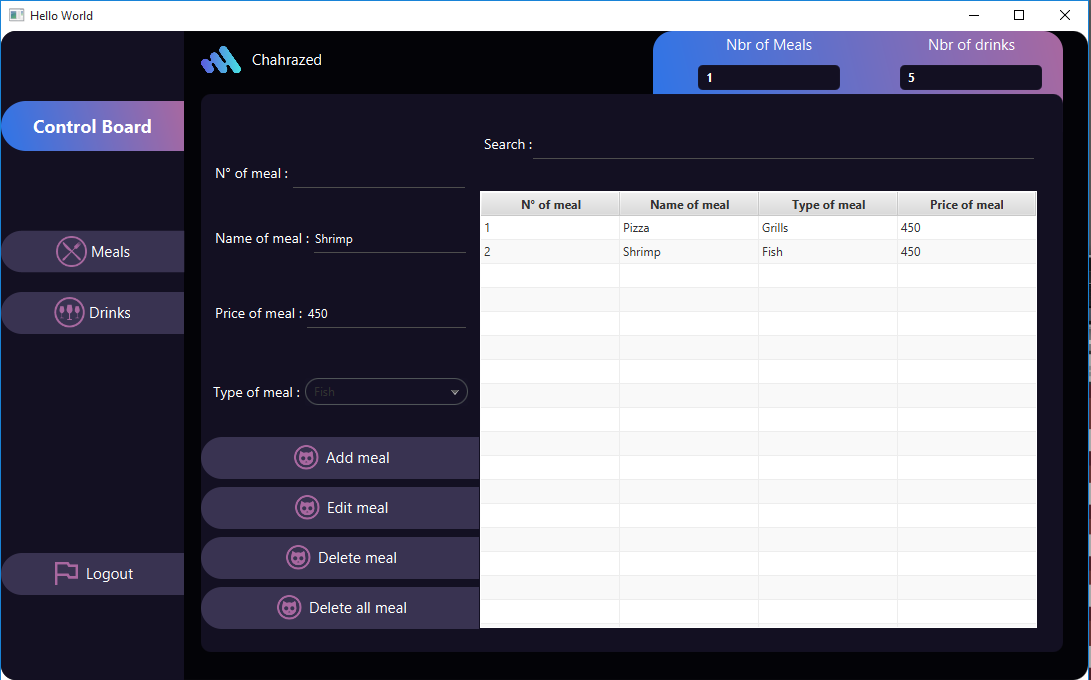 Hello World
Chahrazed
Nbr of Meals
Nbr of drinks
1
5
Control Board
Meals
Drinks
Logout
N° of meal :
Name of meal : Shrimp
Price of meal : 450
Type of meal : Fish
Add meal
Edit meal
Delete meal
Delete all meal
Search :
N° of meal Name of meal Type of meal Price of meal
1 Pizza Grills 450
2 Shrimp Fish 450